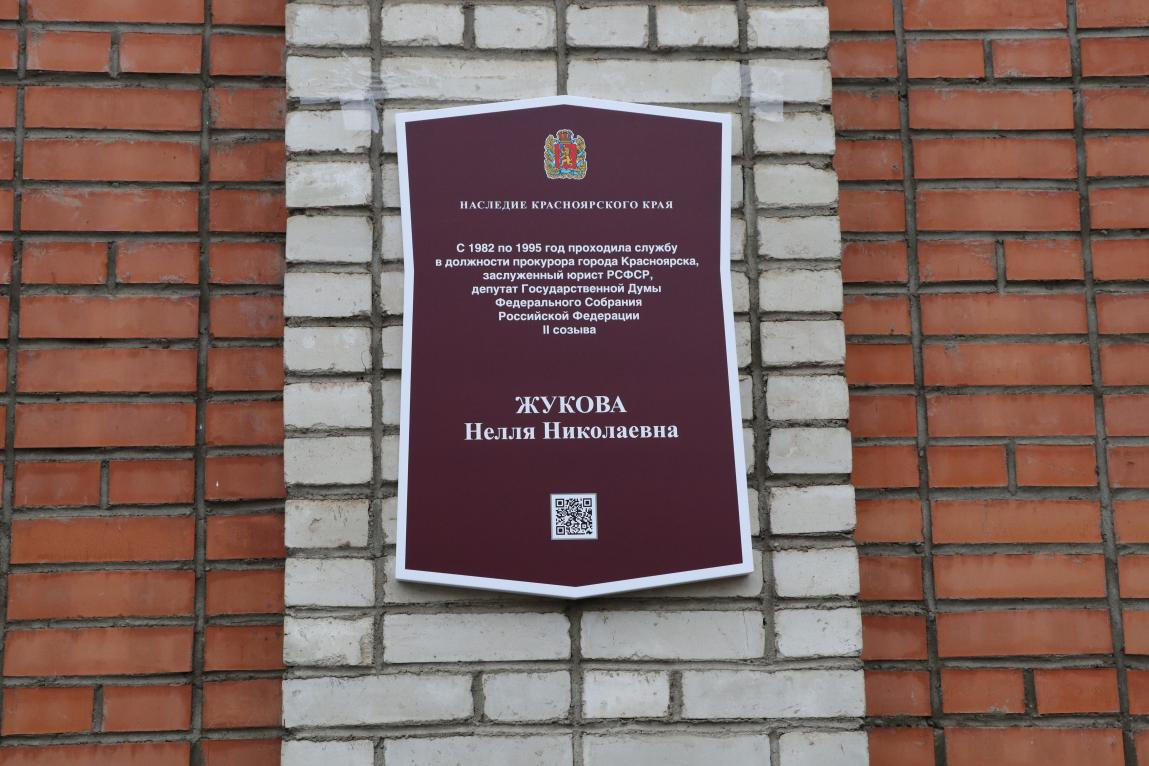 НАСЛЕДИЕ КРАСНОЯРСКОГО КРАЯ
С 1982 по 1995 год проходила службу
в должности прокурора города Красноярска,
заслуженный юрист РСФСР,
депутат Государственной Думы
Федерального Собрания
Российской Федерации
II созыва
ЖУКОВА
Нелля Николаевна